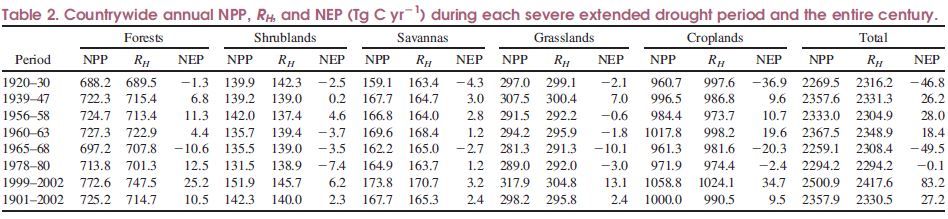 Table 2. Countrywide annual NPP, RH, and NEP (Tg C yr−1) during each severe extended drought period and the entire century.
Forests Shrublands Savannas Grasslands Croplands Total
Period NPP RH NEP NPP RH NEP NPP RH NEP NPP RH NEP NPP RH NEP NPP RH NEP
1920–30 688.2 689.5 −1.3 139.9 142.3 −2.5 159.1 163.4 −4.3 297.0 299.1 −2.1 960.7 997.6 −36.9 2269.5 2316.2 −46.8
1939–47 722.3 715.4 6.8 139.2 139.0 0.2 167.7 164.7 3.0 307.5 300.4 7.0 996.5 986.8 9.6 2357.6 2331.3 26.2
1956–58 724.7 713.4 11.3 142.0 137.4 4.6 166.8 164.0 2.8 291.5 292.2 −0.6 984.4 973.7 10.7 2333.0 2304.9 28.0
1960–63 727.3 722.9 4.4 135.7 139.4 −3.7 169.6 168.4 1.2 294.2 295.9 −1.8 1017.8 998.2 19.6 2367.5 2348.9 18.4
1965–68 697.2 707.8 −10.6 135.5 139.0 −3.5 162.2 165.0 −2.7 281.3 291.3 −10.1 961.3 981.6 −20.3 2259.1 2308.4 −49.5
1978–80 713.8 701.3 12.5 131.5 138.9 −7.4 164.9 163.7 1.2 289.0 292.0 −3.0 971.9 974.4 −2.4 2294.2 2294.2 −0.1
1999–2002 772.6 747.5 25.2 151.9 145.7 6.2 173.8 170.7 3.2 317.9 304.8 13.1 1058.8 1024.1 34.7 2500.9 2417.6 83.2
1901–2002 725.2 714.7 10.5 142.3 140.0 2.3 167.7 165.3 2.4 298.2 295.8 2.4 1000.0 990.5 9.5 2357.9 2330.5 27.2